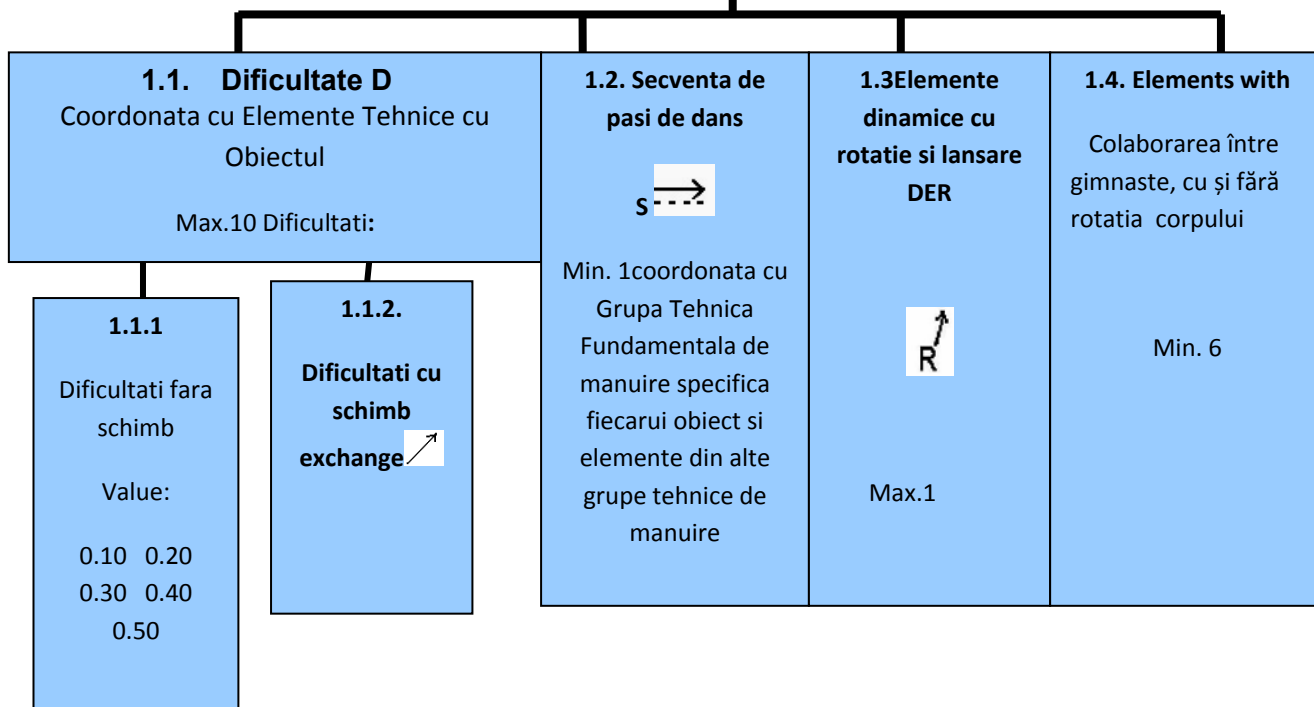 1.1. Dificultate D
Coordonata cu Elemente Tehnice cu
Obiectul
Max.10 Dificultati:
1.1.1
Dificultati fara
schimb
Value:
0.10 0.20
0.30 0.40
0.50
1.1.2.
Dificultati cu
schimb
exchange
1.2. Secventa de
pasi de dans
S
Min. 1coordonata cu
Grupa Tehnica
Fundamentala de
manuire specifica
fiecarui obiect si
elemente din alte
grupe tehnice de
manuire
1.3Elemente
dinamice cu
rotatie si lansare
DER
R
Max.1
1.4. Elements with
Colaborarea între
gimnaste, cu și fără
rotatia corpului
Min. 6